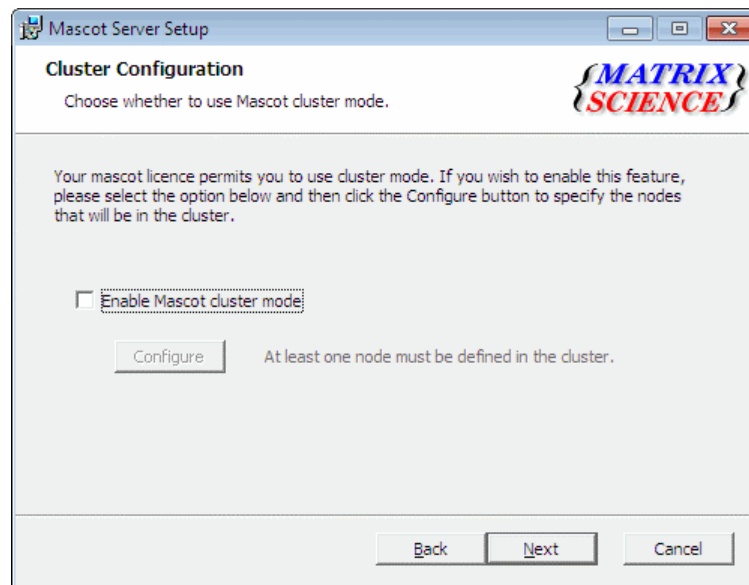 Mascot Server Setup
Cluster Configuration
Choose whether to use Mascot cluster mode.
{MATRIX
SCIENCE}
Your mascot licence permits you to use cluster mode. If you wish to enable this feature,
please select the option below and then click the Configure button to specify the nodes
that will be in the cluster.
Enable Mascot cluster mode
Configure At least one node must be defined in the cluster.
Back Next Cancel